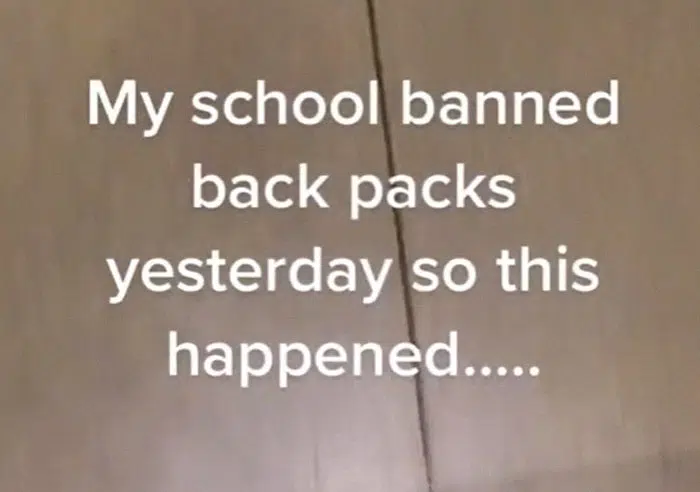 My school banned
back packs
yesterday so this
happened.....